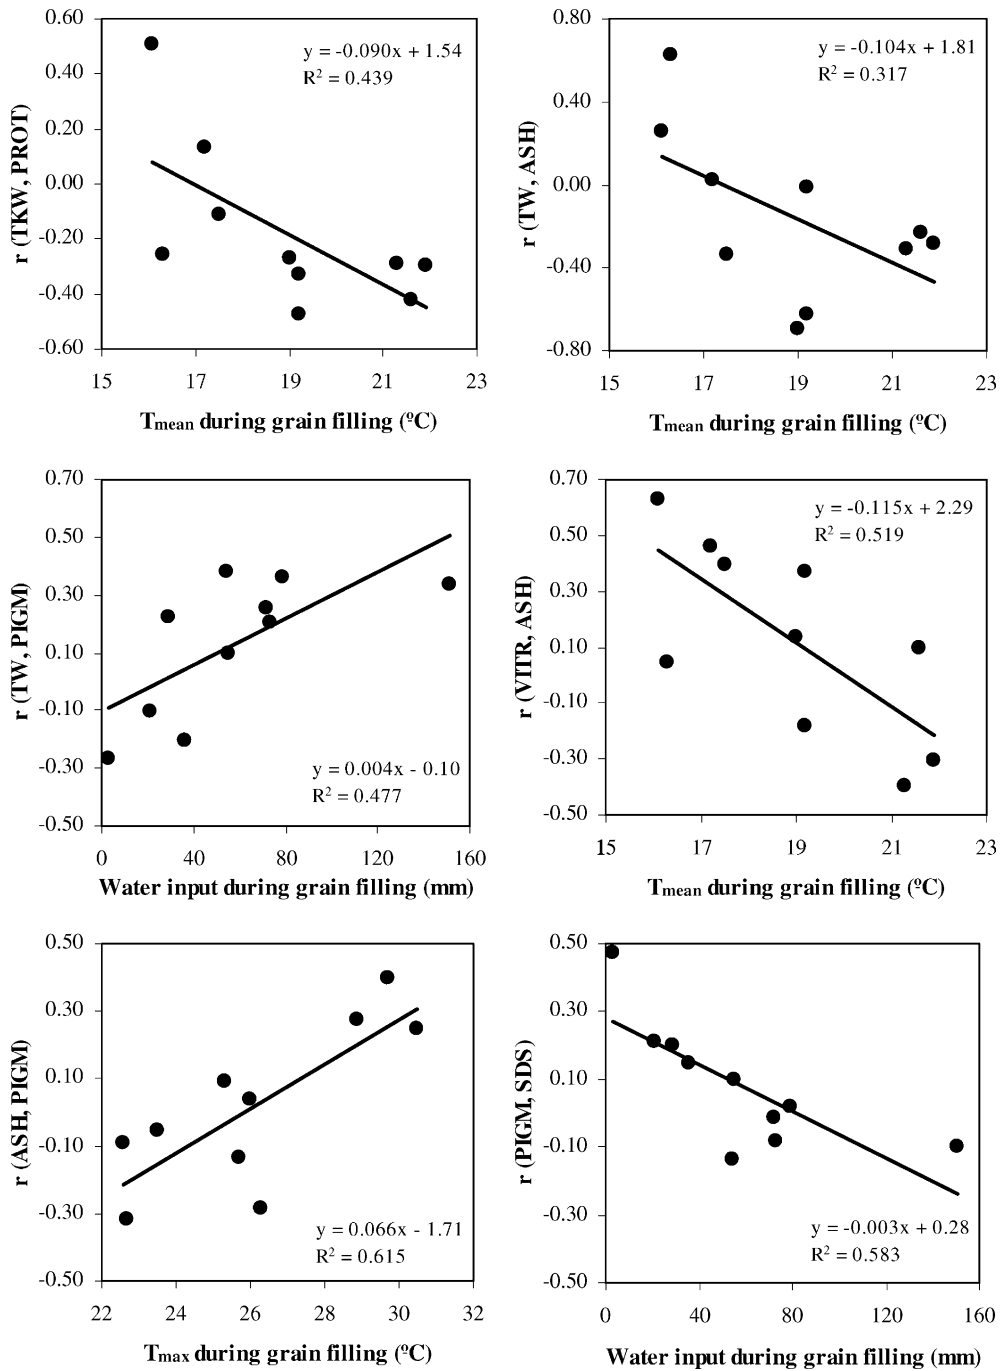 0.60
0.40
0.20
0.00
-0.20
-0.40
-0.60
r (TKW, PROT)
y = -0.090x + 1.54
R² = 0.439
15 17 19 21 23
Tmean during grain filling (ºC)
0.80
0.40
0.00
-0.40
-0.80
r (TW, ASH)
y = -0.104x + 1.81
R² = 0.317
15 17 19 21 23
Tmean during grain filling (ºC)
0.70
0.50
0.30
0.10
-0.10
-0.30
-0.50
r (TW, PIGM)
y = 0.004x - 0.10
R² = 0.477
0 40 80 120 160
Water input during grain filling (mm)
0.70
0.50
0.30
0.10
-0.10
-0.30
-0.50
r (VITR, ASH)
y = -0.115x + 2.29
R² = 0.519
15 17 19 21 23
Tmean during grain filling (ºC)
0.50
0.30
0.10
-0.10
-0.30
-0.50
r (ASH, PIGM)
y = 0.066x - 1.71
R² = 0.615
22 24 26 28 30 32
Tmax during grain filling (ºC)
0.50
0.30
0.10
-0.10
-0.30
-0.50
r (PIGM, SDS)
y = -0.003x + 0.28
R² = 0.583
0 40 80 120 160
Water input during grain filling (mm)